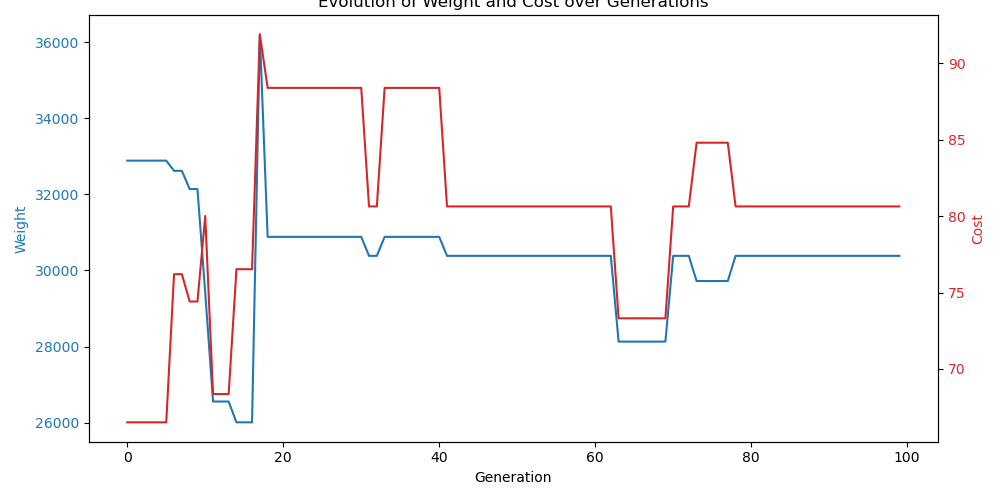 Evolution of Weight and Cost over Generations
36000
34000
32000
30000
28000
26000
Weight
90
85
80
75
70
Cost
0 20 40 60 80 100
Generation